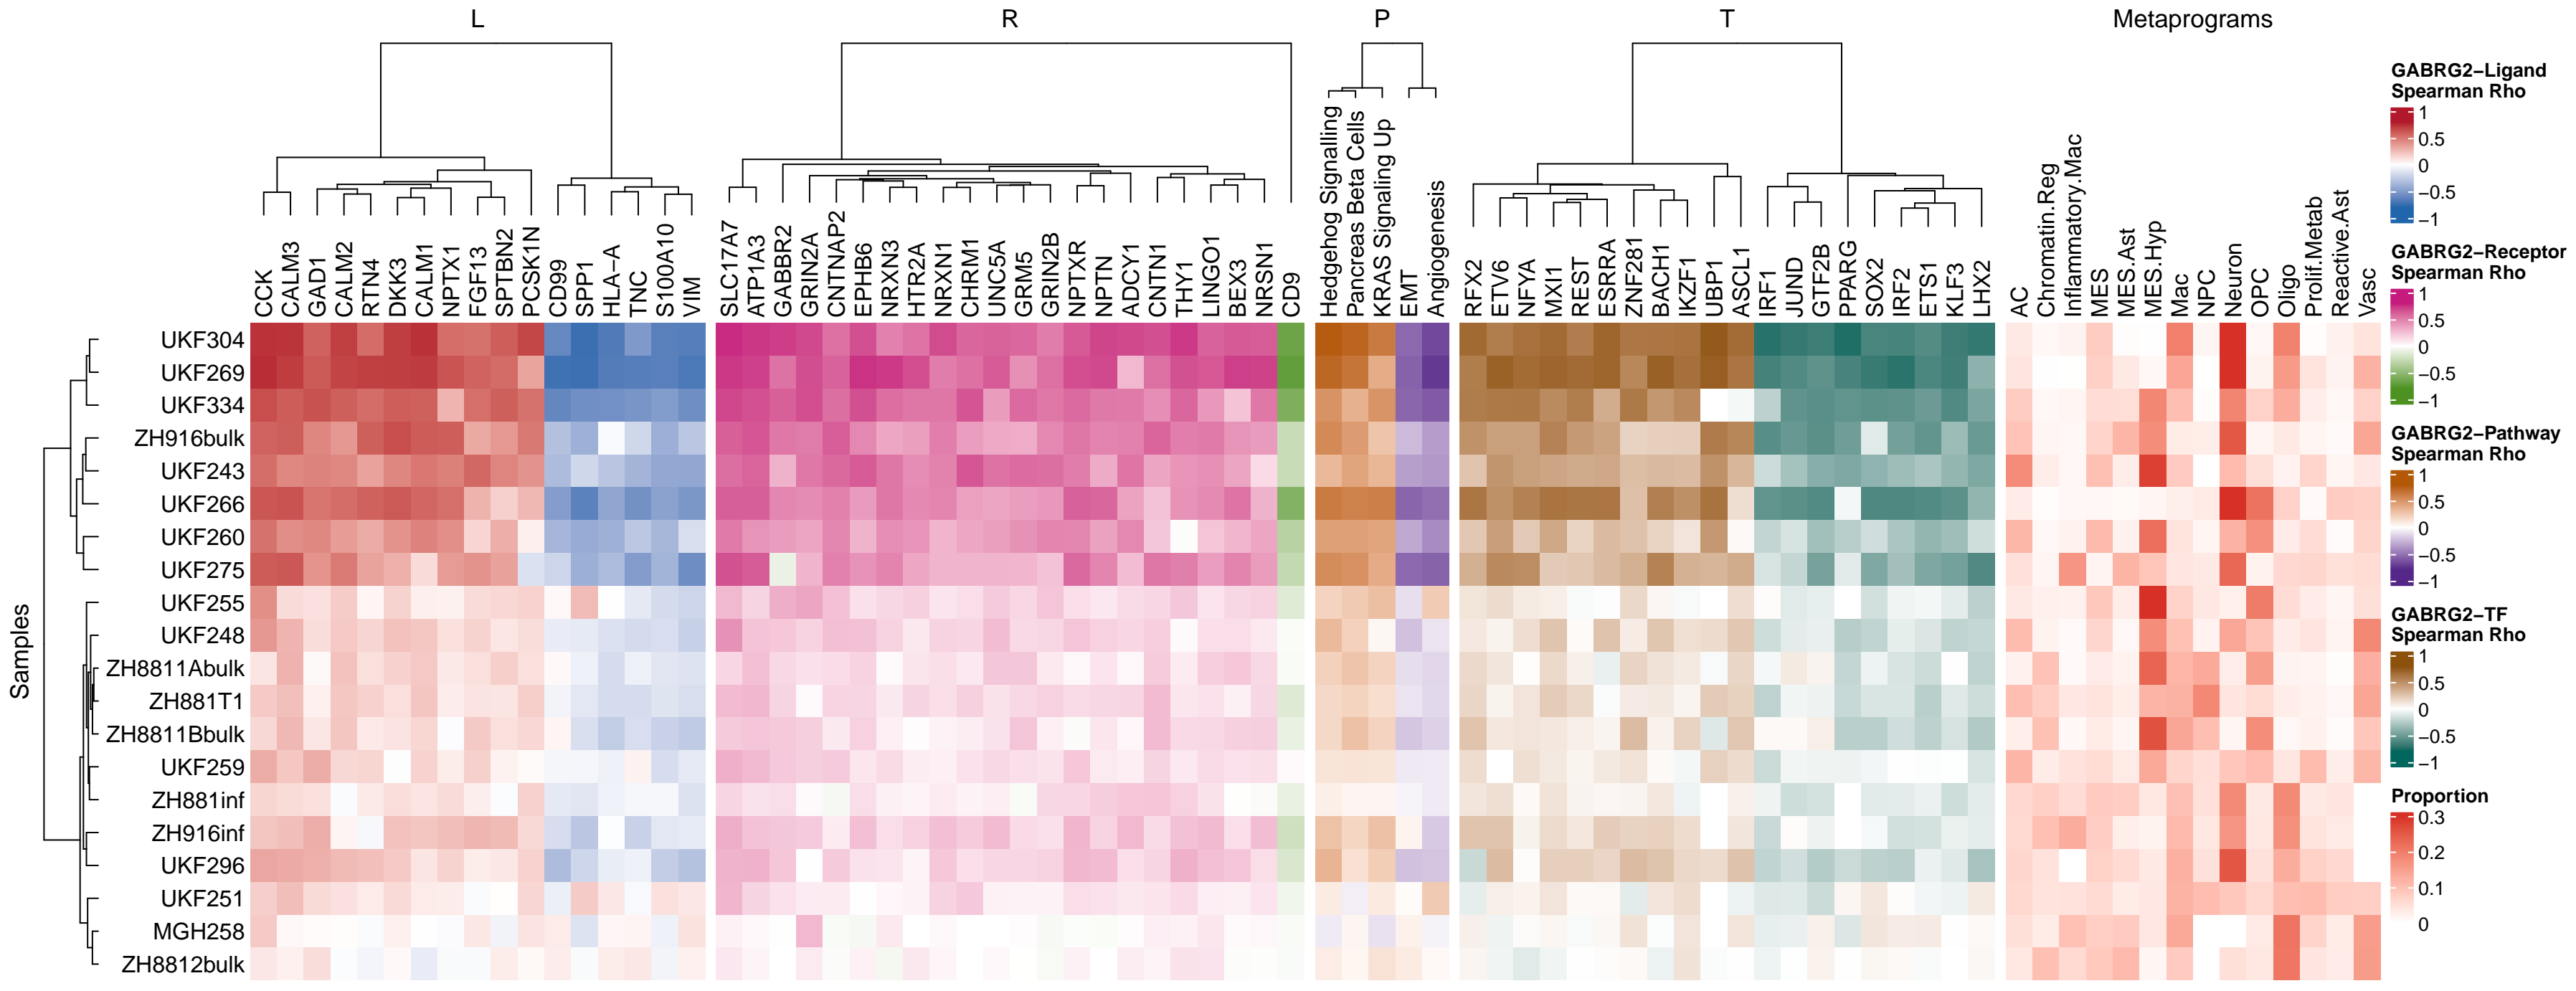 L R P T Metaprograms
CCK CALM3 GAD1 CALM2 RTN4 DKK3 CALM1 NPTX1 FGF13 SPTBN2 PCSK1N CD99 SPP1 HLA−A TNC S100A10 VIM
SLC17A7 ATP1A3 GABBR2 GRIN2A CNTNAP2 EPHB6 NRXN3 HTR2A NRXN1 CHRM1 UNC5A GRM5 GRIN2B NPTXR NPTN ADCY1 CNTN1 THY1 LINGO1 BEX3 NRSN1 CD9
Hedgehog Signalling
Pancreas Beta Cells
KRAS Signaling Up
EMT
Angiogenesis
RFX2 ETV6 NFYA MXI1 REST ESRRA ZNF281 BACH1 IKZF1 UBP1 ASCL1 IRF1 JUND GTF2B PPARG SOX2 IRF2 ETS1 KLF3 LHX2
AC Chromatin.Reg Inflammatory.Mac MES MES.Ast MES.Hyp Mac NPC Neuron OPC Oligo Prolif.Metab Reactive.Ast Vasc
Samples
UKF304
UKF269
UKF334
ZH916bulk
UKF243
UKF266
UKF260
UKF275
UKF255
UKF248
ZH8811Abulk
ZH881T1
ZH8811Bbulk
UKF259
ZH881inf
ZH916inf
UKF296
UKF251
MGH258
ZH8812bulk
GABRG2−Ligand
Spearman Rho
1
0.5
0
−0.5
−1
GABRG2−Receptor
Spearman Rho
1
0.5
0
−0.5
−1
GABRG2−Pathway
Spearman Rho
1
0.5
0
−0.5
−1
GABRG2−TF
Spearman Rho
1
0.5
0
−0.5
−1
Proportion
0.3
0.2
0.1
0